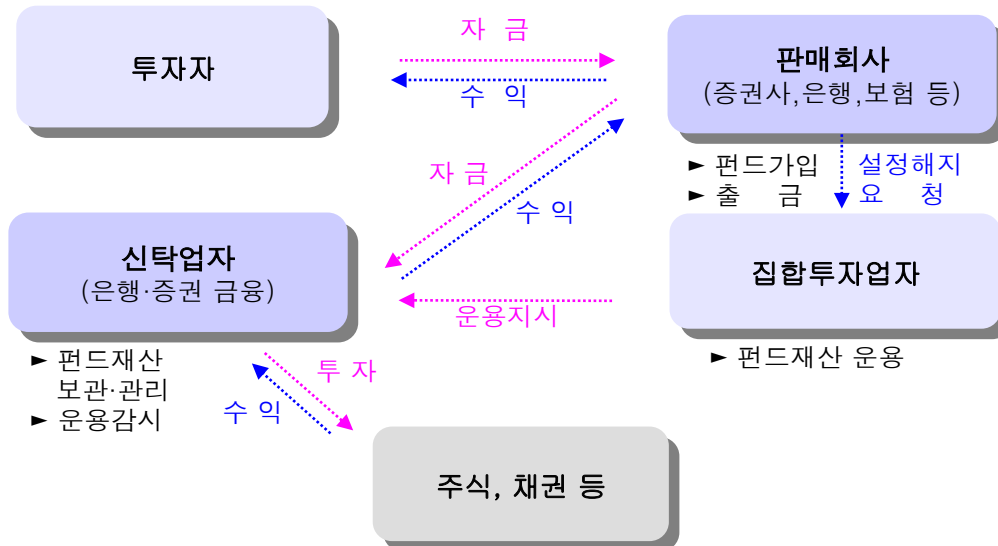 투자자
자 금
수 익
판매회사
(증권사,은행,보험 등)
► 펀드가입
► 출 금
설정해지
요 청
자 금
수 익
신탁업자
(은행·증권 금융)
집합투자업자
운용지시
► 펀드재산
보관·관리
► 운용감시
► 펀드재산 운용
투 자
수 익
주식, 채권 등